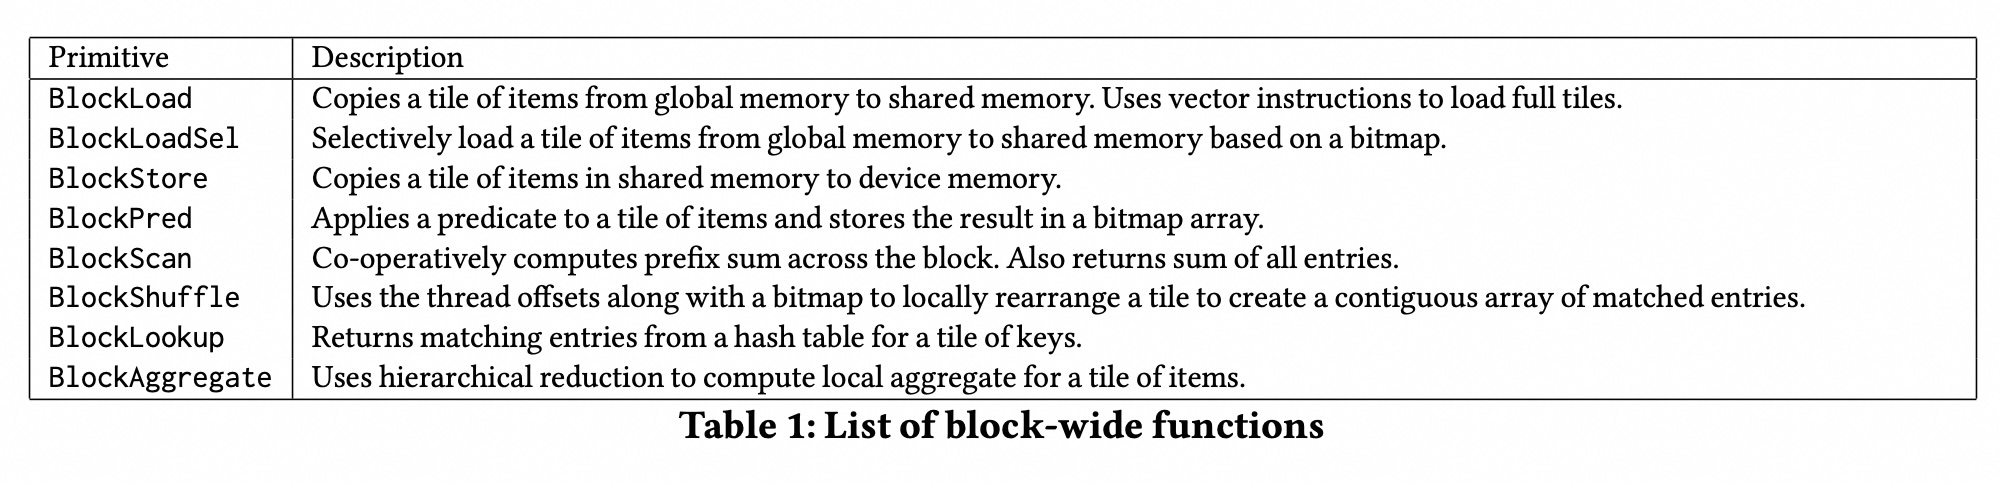 Primitive Description
BlockLoad Copies a tile of items from global memory to shared memory. Uses vector instructions to load full tiles.
BlockLoadSel Selectively load a tile of items from global memory to shared memory based on a bitmap.
BlockStore Copies a tile of items in shared memory to device memory.
BlockPred Applies a predicate to a tile of items and stores the result in a bitmap array.
BlockScan Co-operatively computes prefix sum across the block. Also returns sum of all entries.
BlockShuffle Uses the thread offsets along with a bitmap to locally rearrange a tile to create a contiguous array of matched entries.
BlockLookup Returns matching entries from a hash table for a tile of keys.
BlockAggregate Uses hierarchical reduction to compute local aggregate for a tile of items.
Table 1: List of block-wide functions